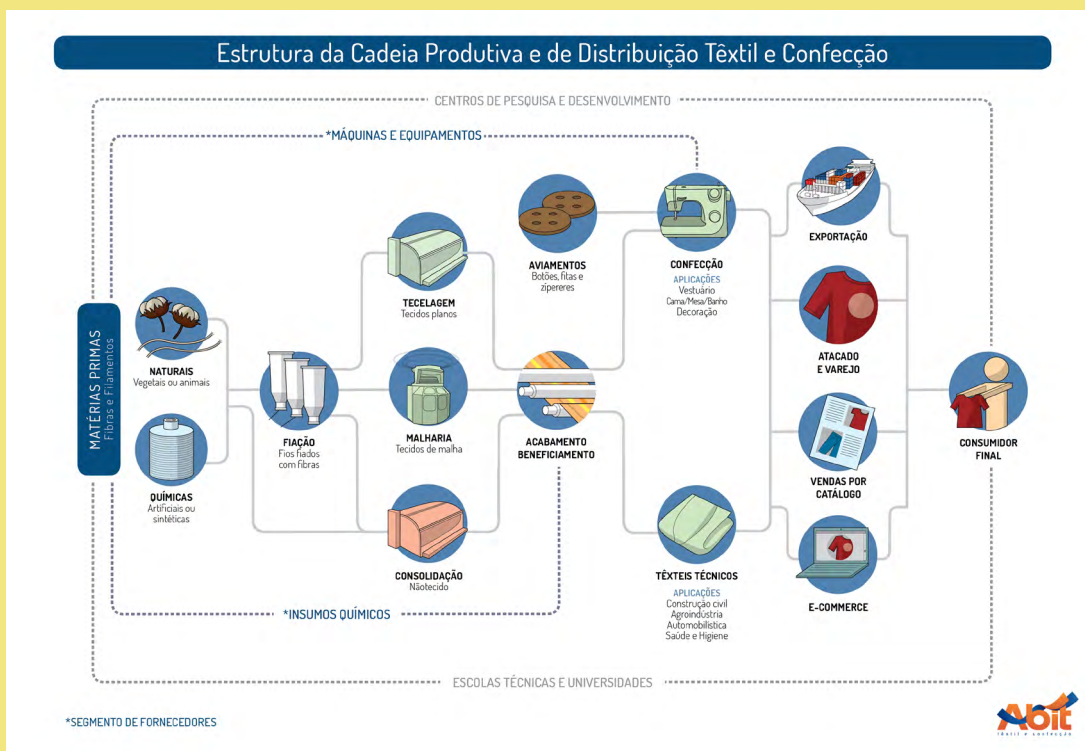 Estrutura da Cadeia Produtiva e de Distribuição Têxtil e Confecção
CENTROS DE PESQUISA E DESENVOLVIMENTO
*MÁQUINAS E EQUIPAMENTOS
MATÉRIAS PRIMAS
Fibras e Filamentos
NATURAIS
Vegetais ou animais
QUÍMICAS
Artificiais ou
sintéticas
FIAÇÃO
Fios fiados
com fibras
TECELAGEM
Tecidos planos
MALHARIA
Tecidos de malha
CONSOLIDAÇÃO
Nãotecido
AVIAMENTOS
Botões, fitas e
zipereres
ACABAMENTO
BENEFICIAMENTO
CONFECÇÃO
APLICAÇÕES
Vestuário
Cama/Mesa/Banho
Decoração
TÊXTEIS TÉCNICOS
APLICAÇÕES
Construção civil
Agroindústria
Automobilística
Saúde e Higiene
EXPORTAÇÃO
ATACADO
E VAREJO
VENDAS POR
CATÁLOGO
E-COMMERCE
CONSUMIDOR
FINAL
*INSUMOS QUÍMICOS
ESCOLAS TÉCNICAS E UNIVERSIDADES
*SEGMENTO DE FORNECEDORES
Abit
têxtil e confecção